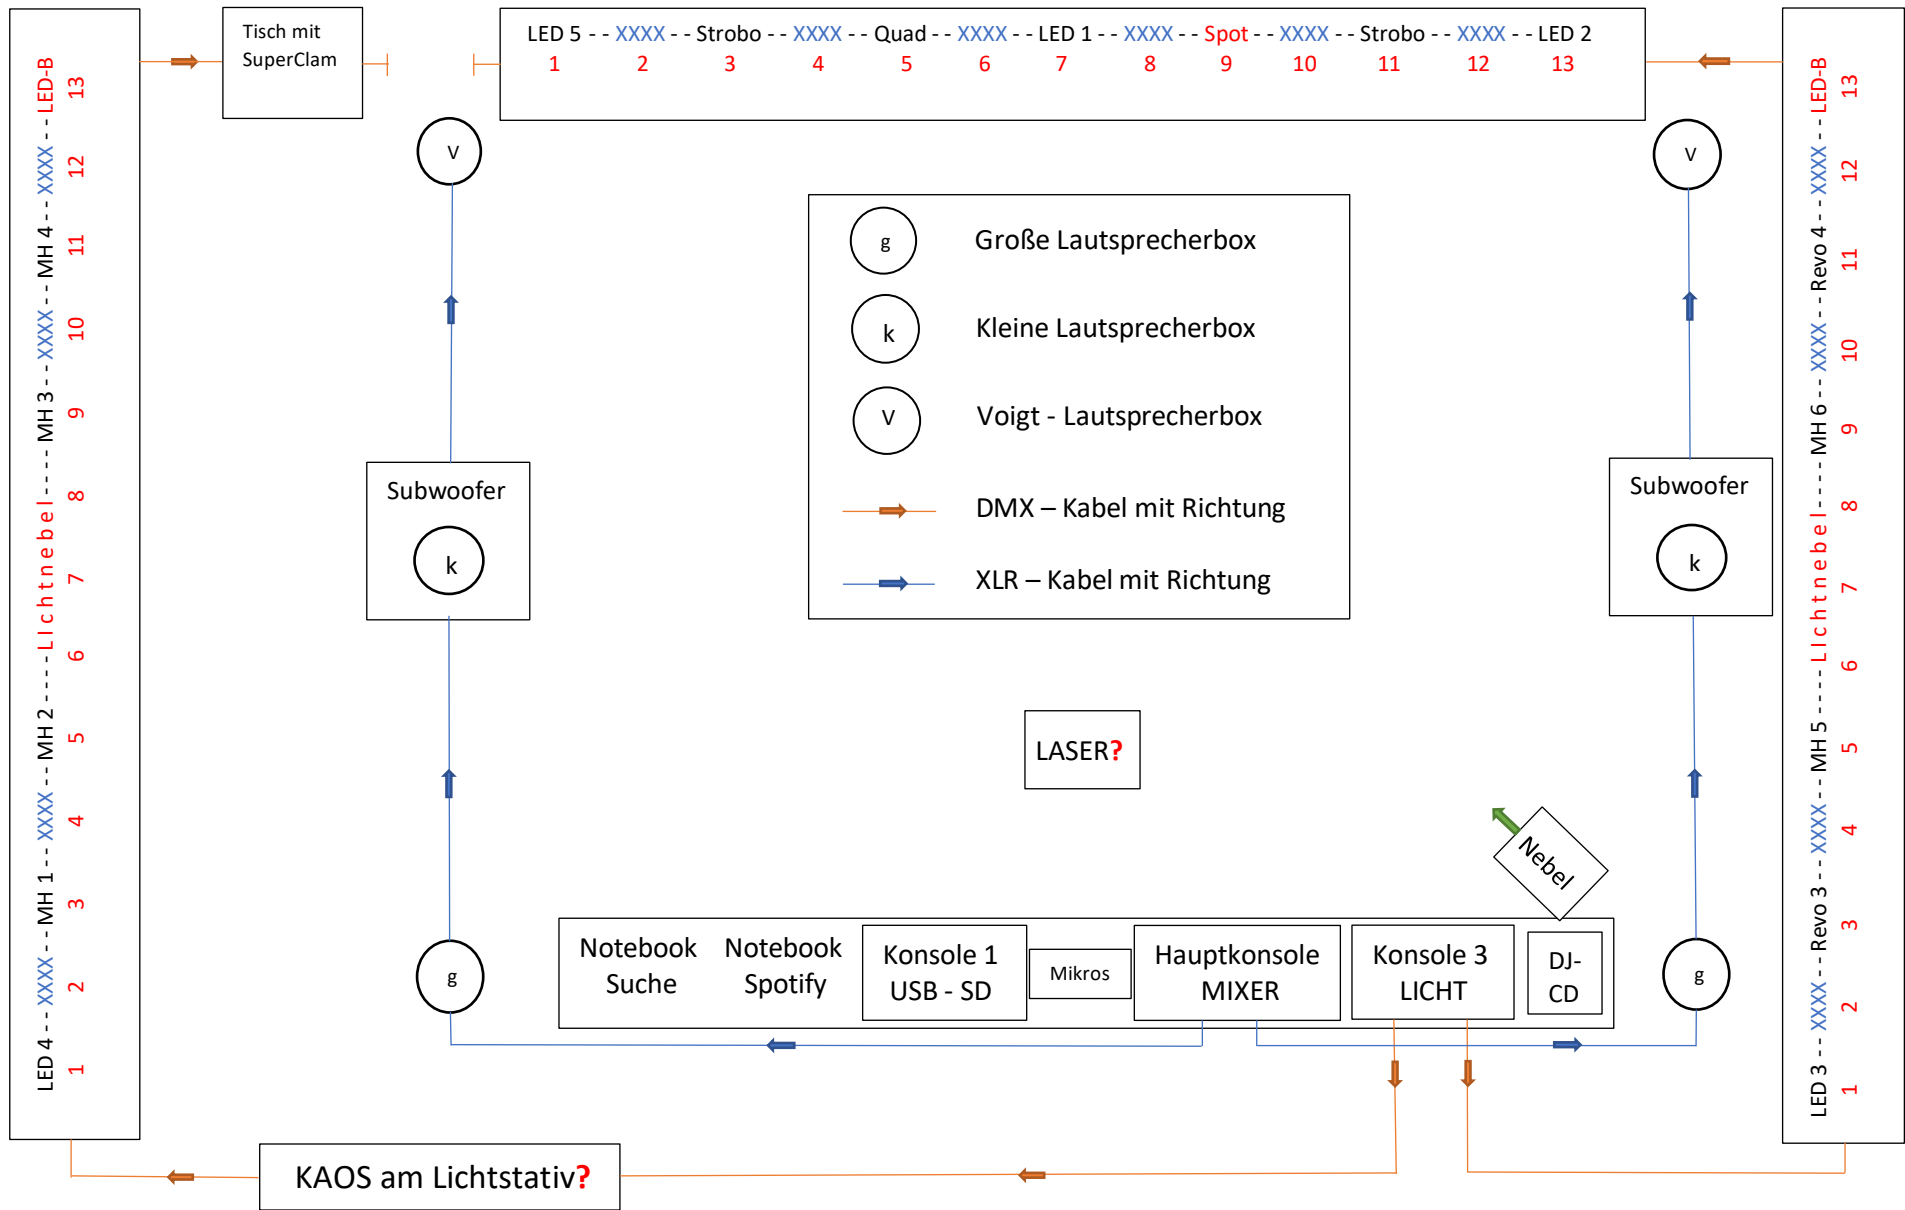 Tisch mit
SuperClam
LED 5 - - XXXX - - Strobo - - XXXX - - Quad - - XXXX - - LED 1 - - XXXX - - Spot - - XXXX - - Strobo - - XXXX - - LED 2
1 2 3 4 5 6 7 8 9 10 11 12 13
LED 4 - - XXXX - - MH 1 - - XXXX - - MH 2 - - - - LIchtnebel - - - - MH 3 - - XXXX - - MH 4 - - XXXX - - LED-B
1 2 3 4 5 6 7 8 9 10 11 12 13
V
V
g Große Lautsprecherbox
k Kleine Lautsprecherbox
V Voigt - Lautsprecherbox
DMX – Kabel mit Richtung
XLR – Kabel mit Richtung
Subwoofer
k
Subwoofer
k
LED 3 - - XXXX - - Revo 3 - - XXXX - - MH 5 - - - - LIchtnebel - - - - MH 6 - - XXXX - - Revo 4 - - XXXX - - LED-B
1 2 3 4 5 6 7 8 9 10 11 12 13
LASER?
Nebel
g
Notebook
Suche
Notebook
Spotify
Konsole 1
USB - SD
Mikros
Hauptkonsole
MIXER
Konsole 3
LICHT
DJ-
CD
g
KAOS am Lichtstativ?